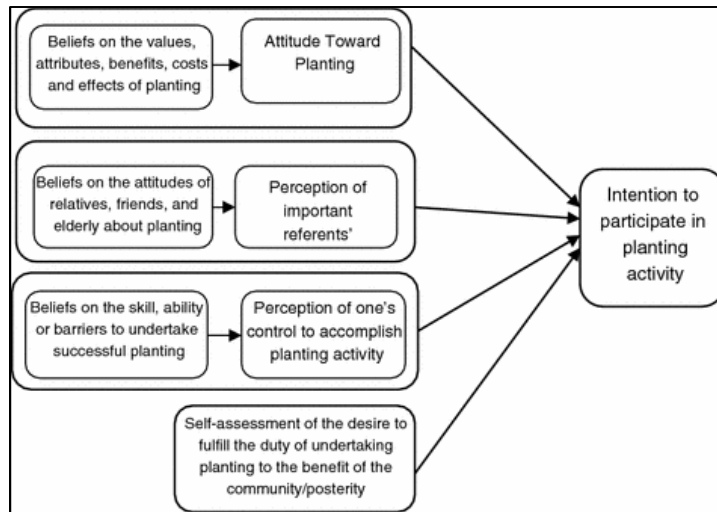 Beliefs on the values,
attributes, benefits, costs
and effects of planting
Attitude Toward
Planting
Beliefs on the attitudes of
relatives, friends, and
elderly about planting
Perception of
important
referents'
Beliefs on the skill, ability
or barriers to undertake
successful planting
Perception of one's
control to accomplish
planting activity
Self-assessment of the desire to
fulfill the duty of undertaking
planting to the benefit of the
community/posterity
Intention to
participate in
planting
activity